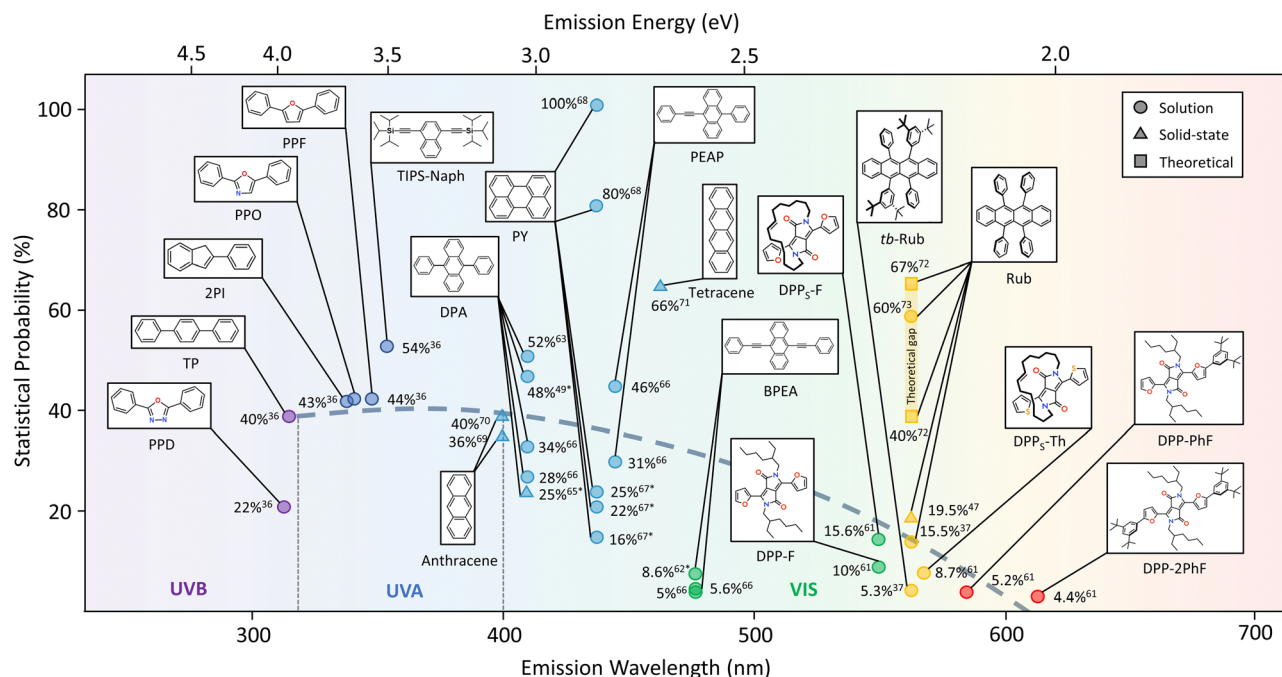 Emission Energy (eV)
4.5 4.0 3.5 3.0 2.5 2.0
Statistical Probability (%)
100%
80
60
40
20
PPF
PPO
2PI
TP
PPD
TIPS-Naph
DPA
PY
PEAP
Tetracene
DPPS-F
tb-Rub
Rub
BPEA
Anthracene
DPP-F
DPPS-Th
DPP-PhF
DPP-2PhF
Solution
Solid-state
Theoretical
100%68
80%68
67%72
66%71
60%73
Theoretical gap
54%36
52%63
48%49*
46%66
43%36
44%36
40%36
40%70
40%72
36%69
34%66
31%66
28%66
25%65*
25%67*
22%36
22%67*
19.5%47
16%67*
15.6%61
15.5%37
10%61
8.7%61
8.6%62*
5.6%66
5%66
5.3%37
5.2%61
4.4%61
UVB
UVA
VIS
300 400 500 600 700
Emission Wavelength (nm)